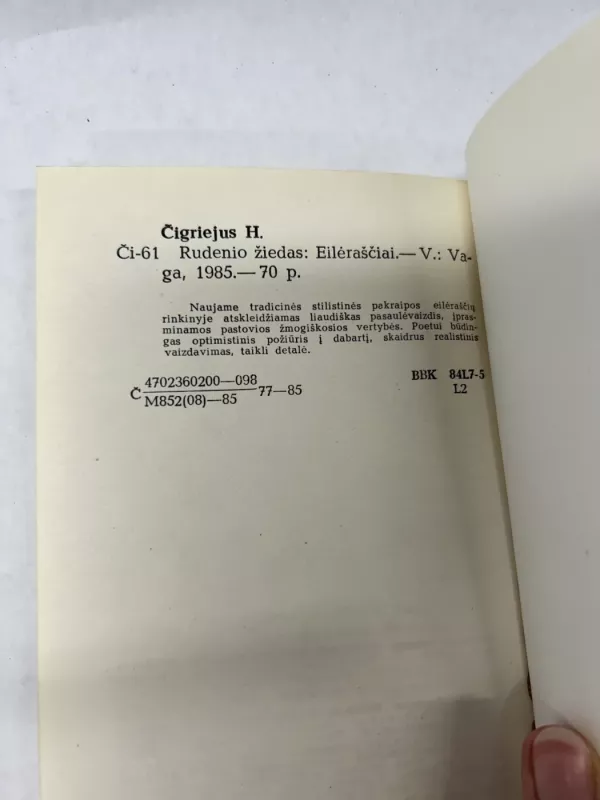 Čigriejus H.
Či-61 Rudenio žiedas: Eilėraščiai.— V.: Va-
ga, 1985.— 70 p.
Naujame tradicinės stilistinės pakraipos eilėraščių
rinkinyje atskleidžiamas liaudiškas pasaulėvaizdis, įpras-
minamos pastovios žmogiškosios vertybės. Poetui būdin-
gas optimistinis požiūris į dabartį, skaidrus realistinis
vaizdavimas, taikli detalė.
4702360200—098
Č 77—85
M852(08)—85
BBK 84L7-5
L2